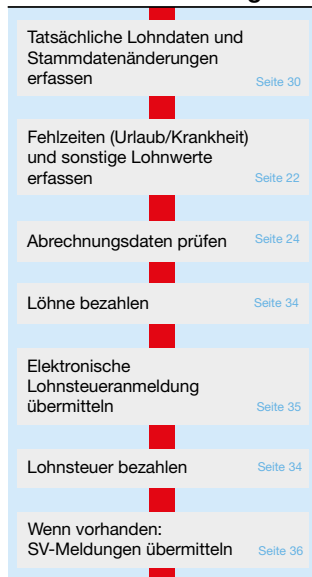 Tatsächliche Lohndaten und
Stammdatenänderungen
erfassen Seite 30
Fehlzeiten (Urlaub/Krankheit)
und sonstige Lohnwerte
erfassen Seite 22
Abrechnungsdaten prüfen Seite 24
Löhne bezahlen Seite 34
Elektronische
Lohnsteueranmeldung
übermitteln Seite 35
Lohnsteuer bezahlen Seite 34
Wenn vorhanden:
SV-Meldungen übermitteln Seite 36